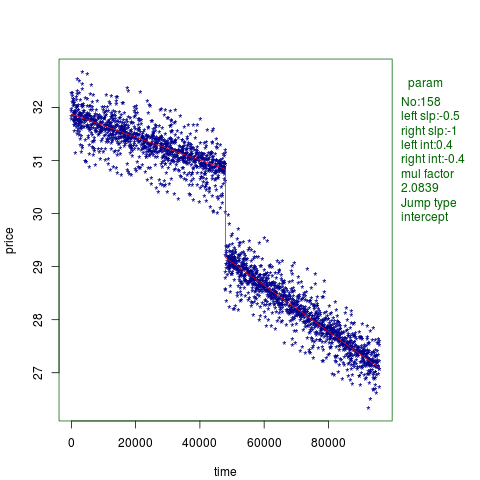 param
No:158
left slp:-0.5
right slp:-1
left int:0.4
right int:-0.4
mul factor
2.0839
Jump type
intercept
price
32
31
30
29
28
27
0 20000 40000 60000 80000
time